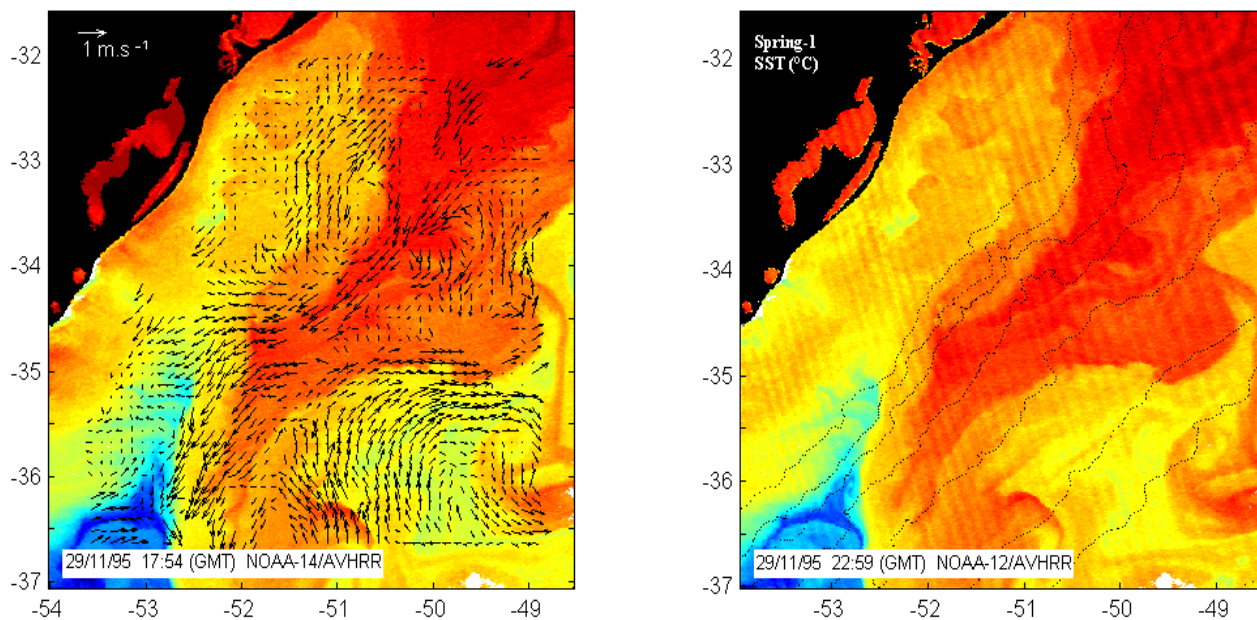 1 m.s⁻¹
-32
-33
-34
-35
-36
-37
-54 -53 -52 -51 -50 -49
29/11/95 17:54 (GMT) NOAA-14/AVHRR
Spring-1
SST (°C)
-32
-33
-34
-35
-36
-37
-53 -52 -51 -50 -49
29/11/95 22:59 (GMT) NOAA-12/AVHRR